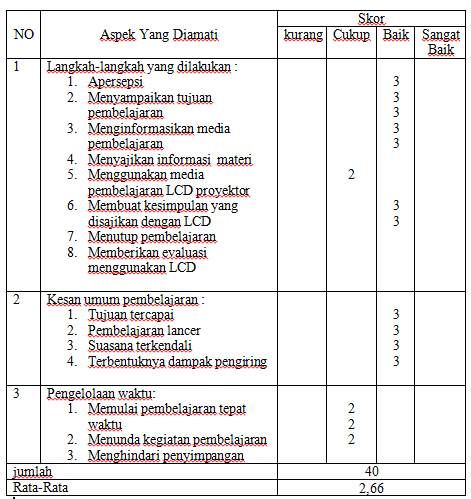 NO Aspek Yang Diamati Skor
kurang Cukup Baik Sangat Baik
1 Langkah-langkah yang dilakukan :
1. Apersepsi 3
2. Menyampaikan tujuan 3
pembelajaran 3
3. Menginformasikan media 3
pembelajaran 3
4. Menyajikan informasi materi
5. Menggunakan media 2
pembelajaran LCD proyektor
6. Membuat kesimpulan yang 3
disajikan dengan LCD 3
7. Menutup pembelajaran
8. Memberikan evaluasi
menggunakan LCD
2 Kesan umum pembelajaran :
1. Tujuan tercapai 3
2. Pembelajaran lancer 3
3. Suasana terkendali 3
4. Terbentuknya dampak pengiring 3
3 Pengelolaan waktu:
1. Memulai pembelajaran tepat 2
waktu 2
2. Menunda kegiatan pembelajaran 2
3. Menghindari penyimpangan
jumlah 40
Rata-Rata 2,66